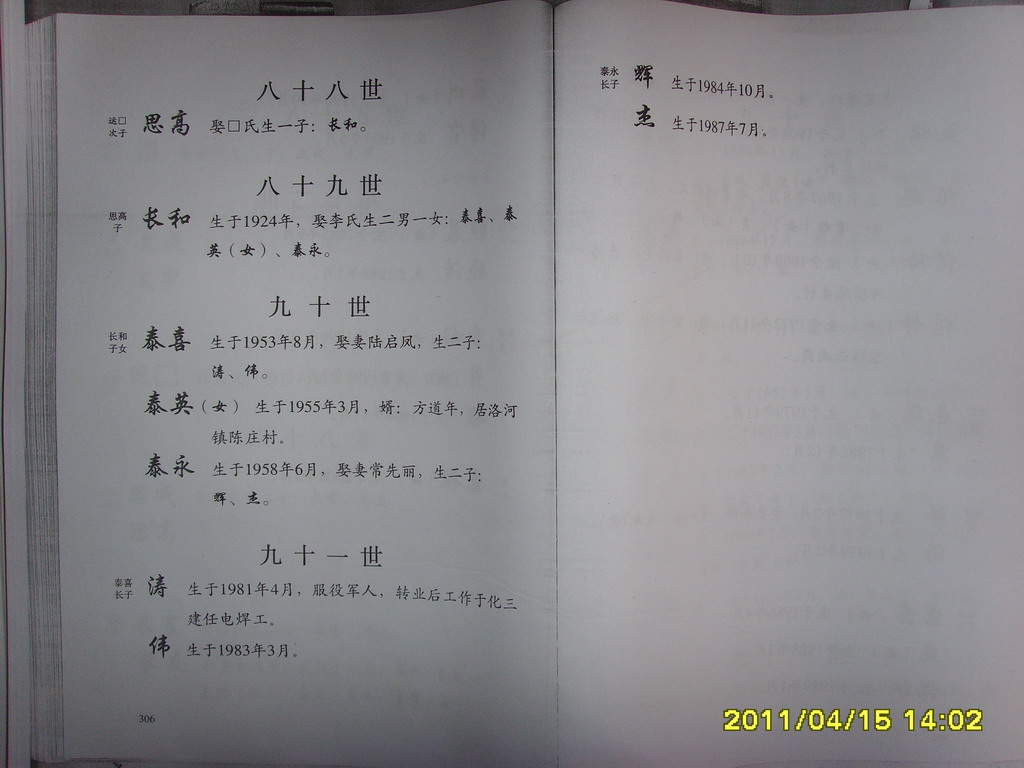 八十八世
次子
思高 娶□氏生一子：长和。
八十九世
思高
子
长和 生于1924年，娶李氏生二男一女：泰喜、泰
英（女）、泰永。
九十世
长和
子女
泰喜 生于1953年8月，娶妻陆启凤，生二子：
涛、伟。
泰英（女） 生于1955年3月，婿：方道年，居洛河
镇陈庄村。
泰永 生于1958年6月，娶妻常先丽，生二子：
辉、杰。
九十一世
泰喜
长子
涛 生于1981年4月，服役军人，转业后工作于化三
建任电焊工。
伟 生于1983年3月。
306
泰永
长子
辉 生于1984年10月。
杰 生于1987年7月。
2011/04/15 14:02